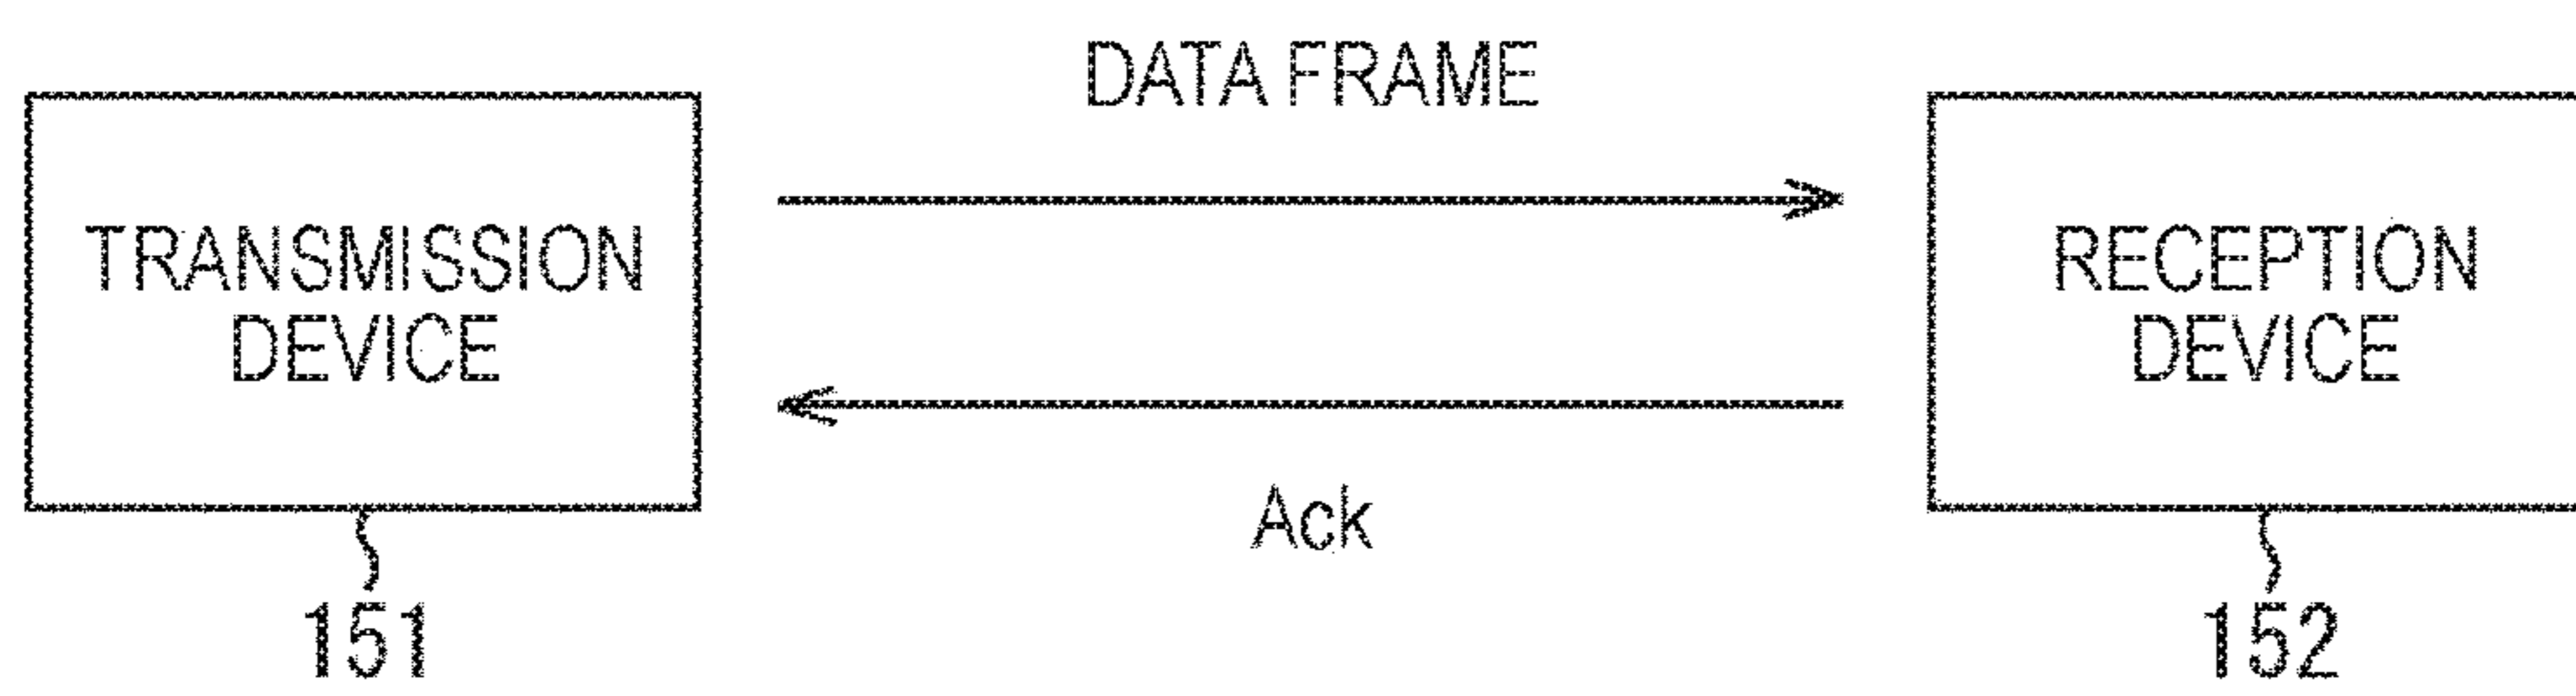 DATA FRAME
TRANSMISSION
DEVICE
RECEPTION
DEVICE
Ack
151
152